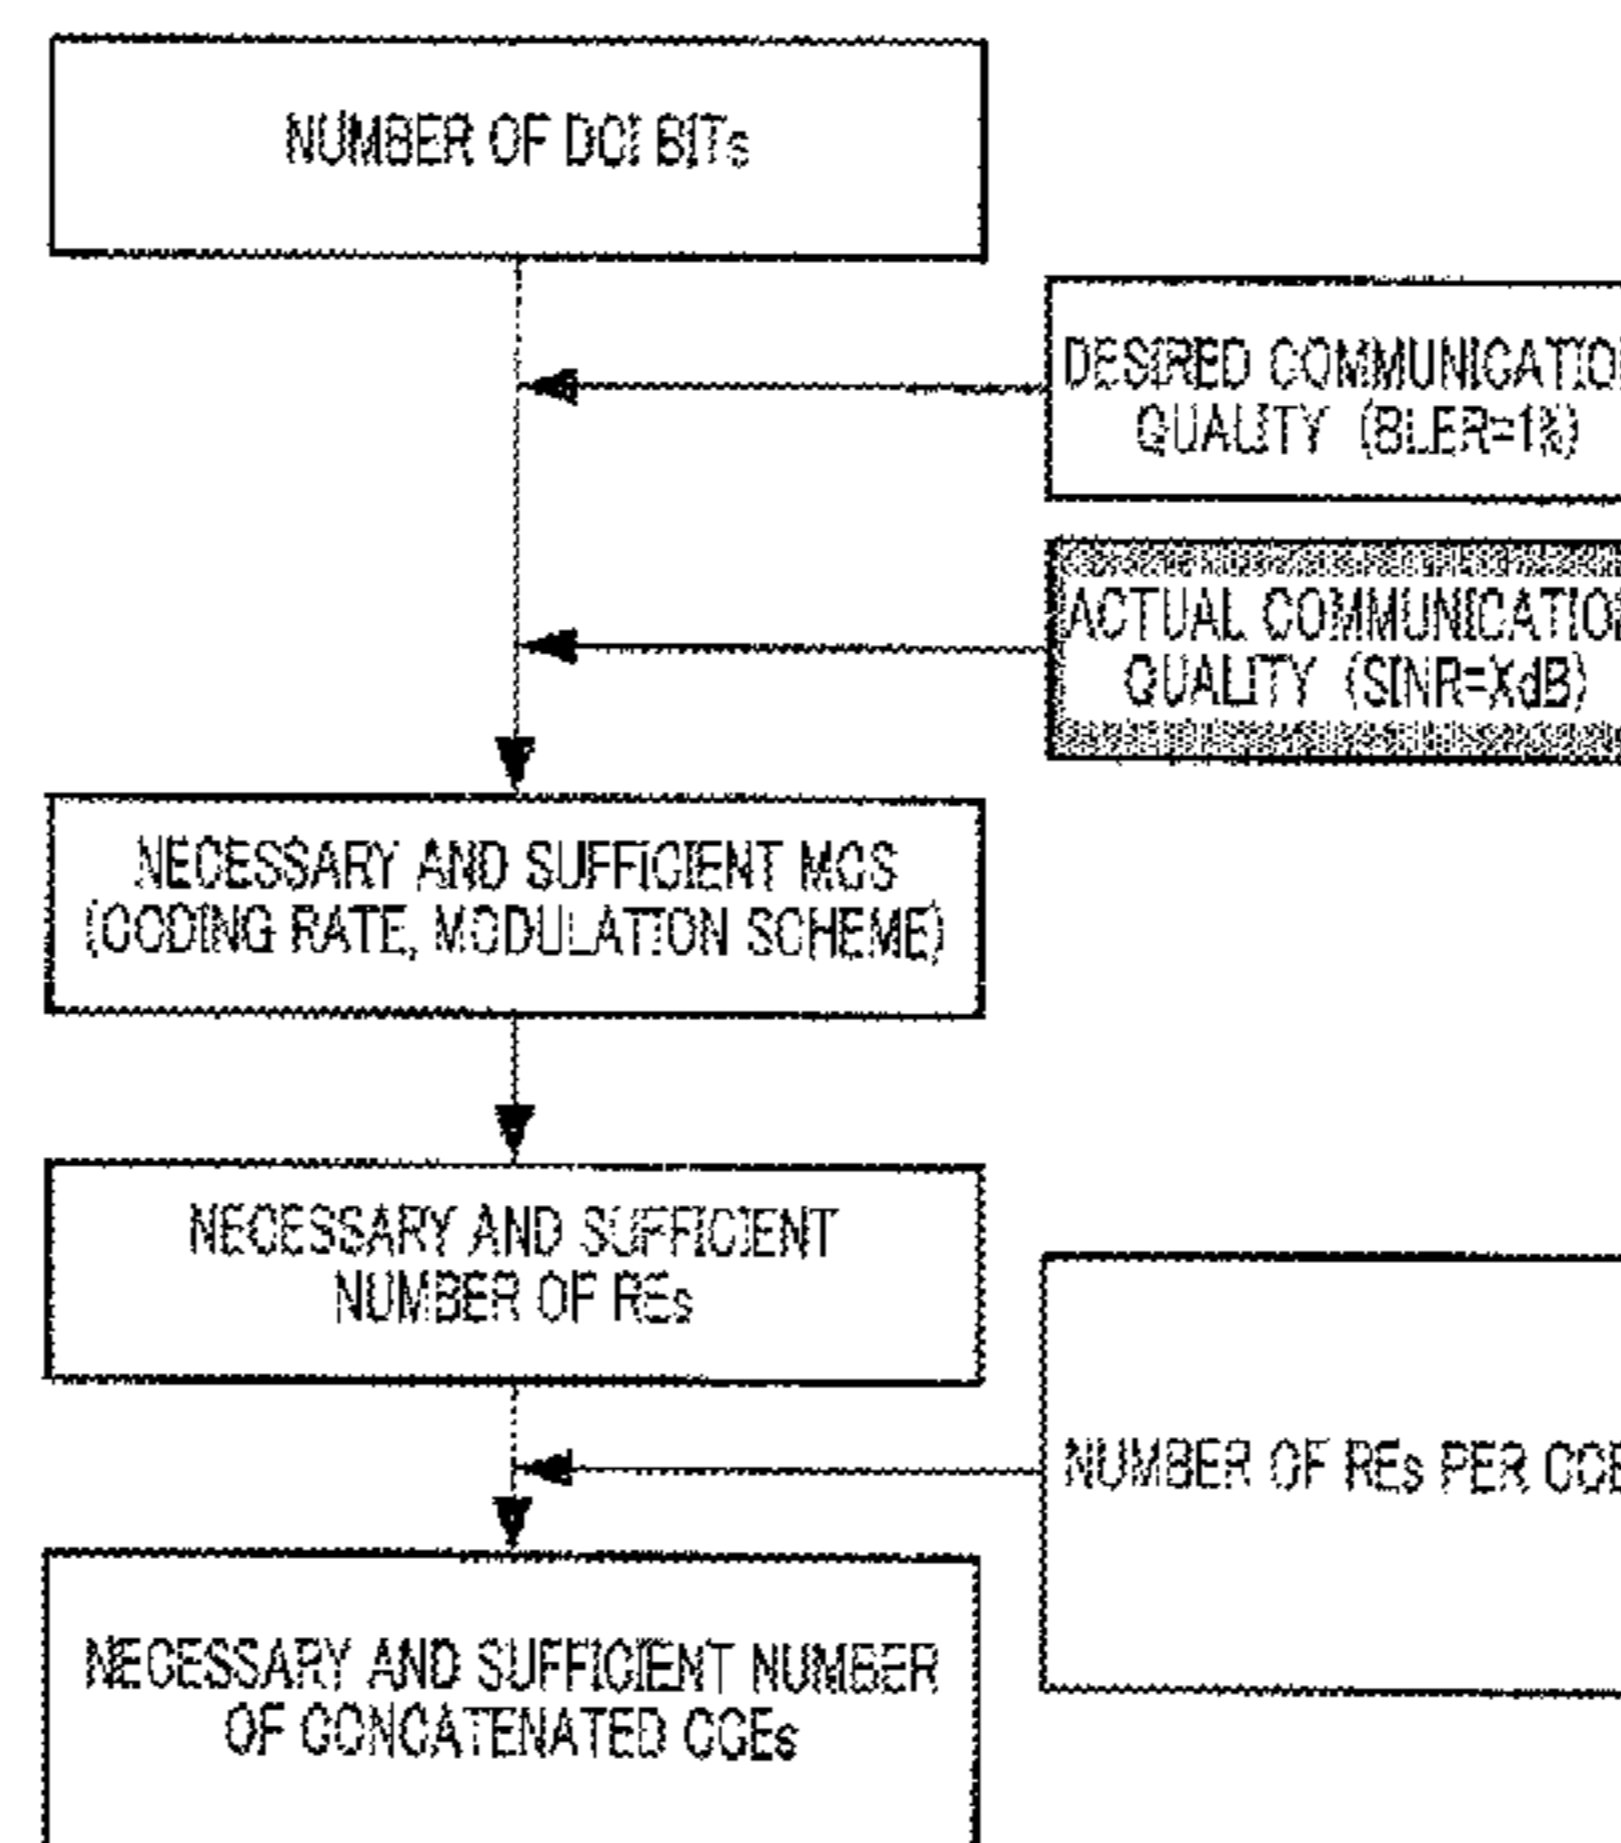 NUMBER OF DCI BITs
DESIRED COMMUNICATION
QUALITY (BLER=1%)
ACTUAL COMMUNICATION
QUALITY (SINR=XdB)
NECESSARY AND SUFFICIENT MCS
(CODING RATE, MODULATION SCHEME)
NECESSARY AND SUFFICIENT
NUMBER OF REs
NUMBER OF REs PER CCE
NECESSARY AND SUFFICIENT NUMBER
OF CONCATENATED CCEs